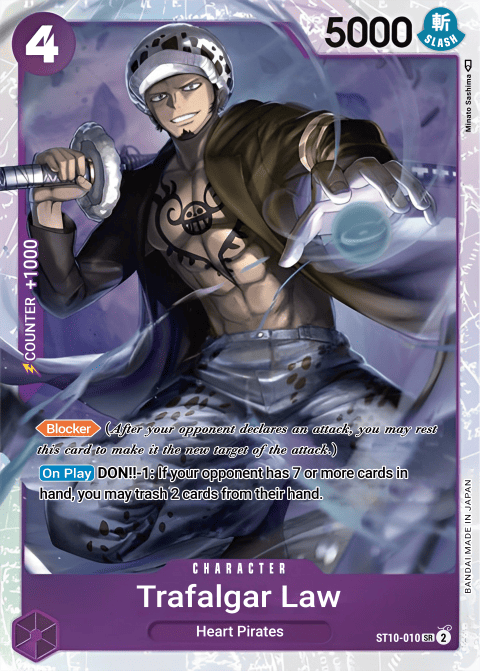 4
5000
斬
SLASH
Minato Sashima
COUNTER +1000
Blocker (After your opponent declares an attack, you may rest
this card to make it the new target of the attack.)
On Play DON!!-1: If your opponent has 7 or more cards in
hand, you may trash 2 cards from their hand.
BANDAI MADE IN JAPAN
CHARACTER
Trafalgar Law
Heart Pirates
ST10-010 SR 2